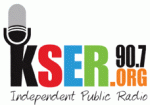 KSER 90.7
.ORG
Independent Public Radio